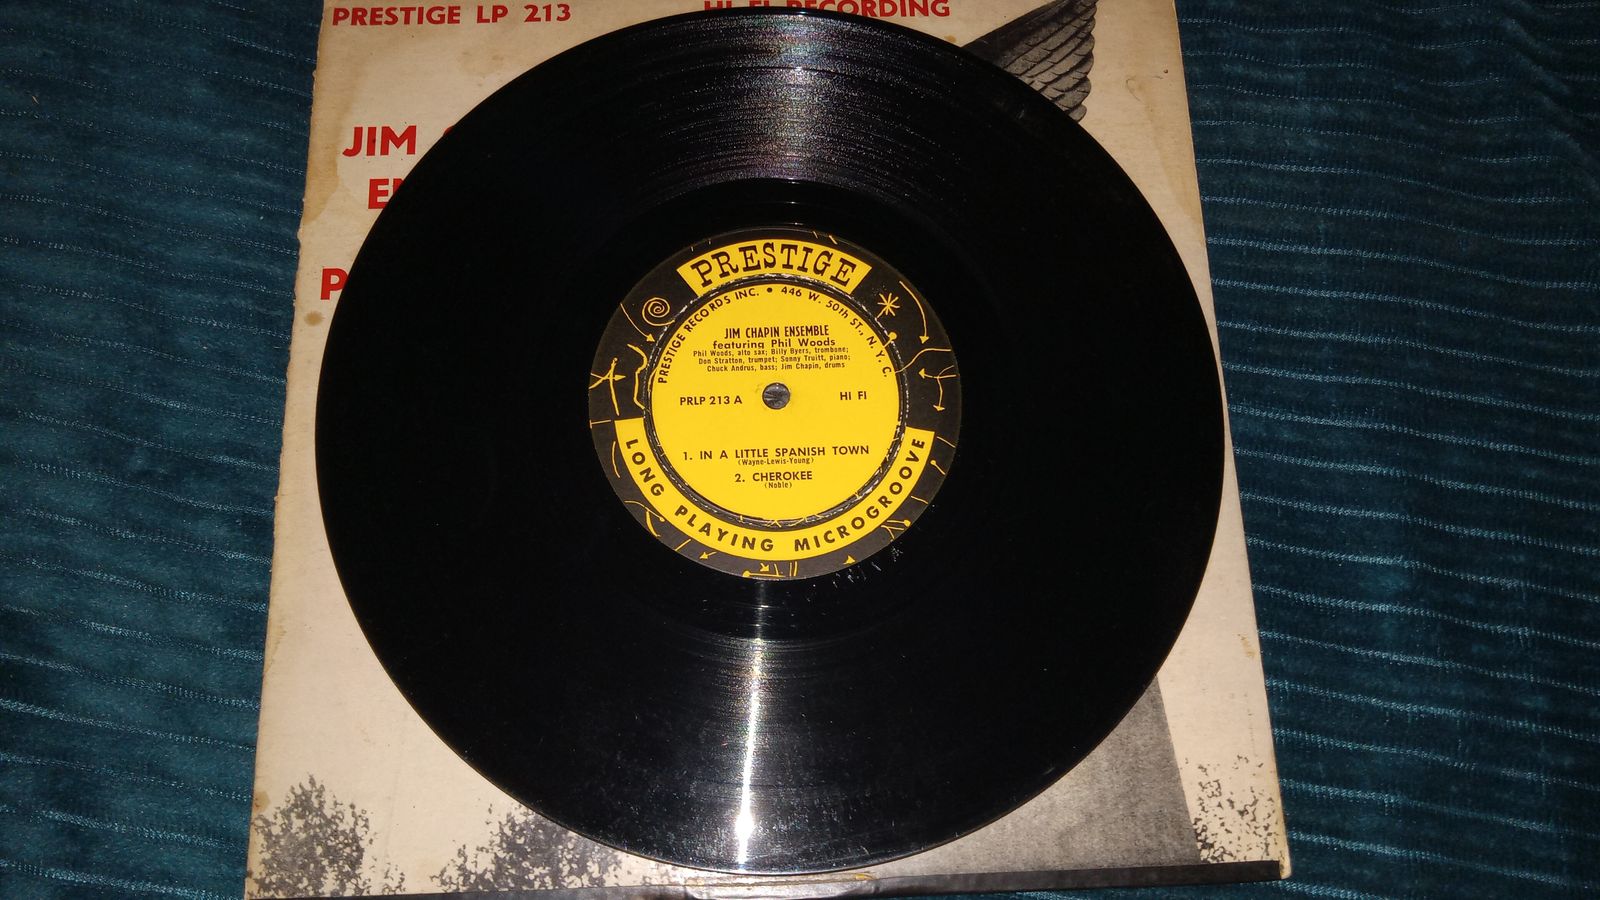 PRESTIGE LP 213
HI-FI RECORDING
JIM
PRESTIGE
PRESTIGE RECORDS INC. • 446 W. 50th ST., N.Y.C.
JIM CHAPIN ENSEMBLE
featuring Phil Woods
Phil Woods, alto sax; Billy Byers, trombone;
Don Stratton, trumpet; Sonny Truitt, piano;
Chuck Andrus, bass; Jim Chapin, drums
PRLP 213 A
HI FI
1. IN A LITTLE SPANISH TOWN
(Wayne-Lewis-Young)
2. CHEROKEE
(Noble)
LONG PLAYING MICROGROOVE